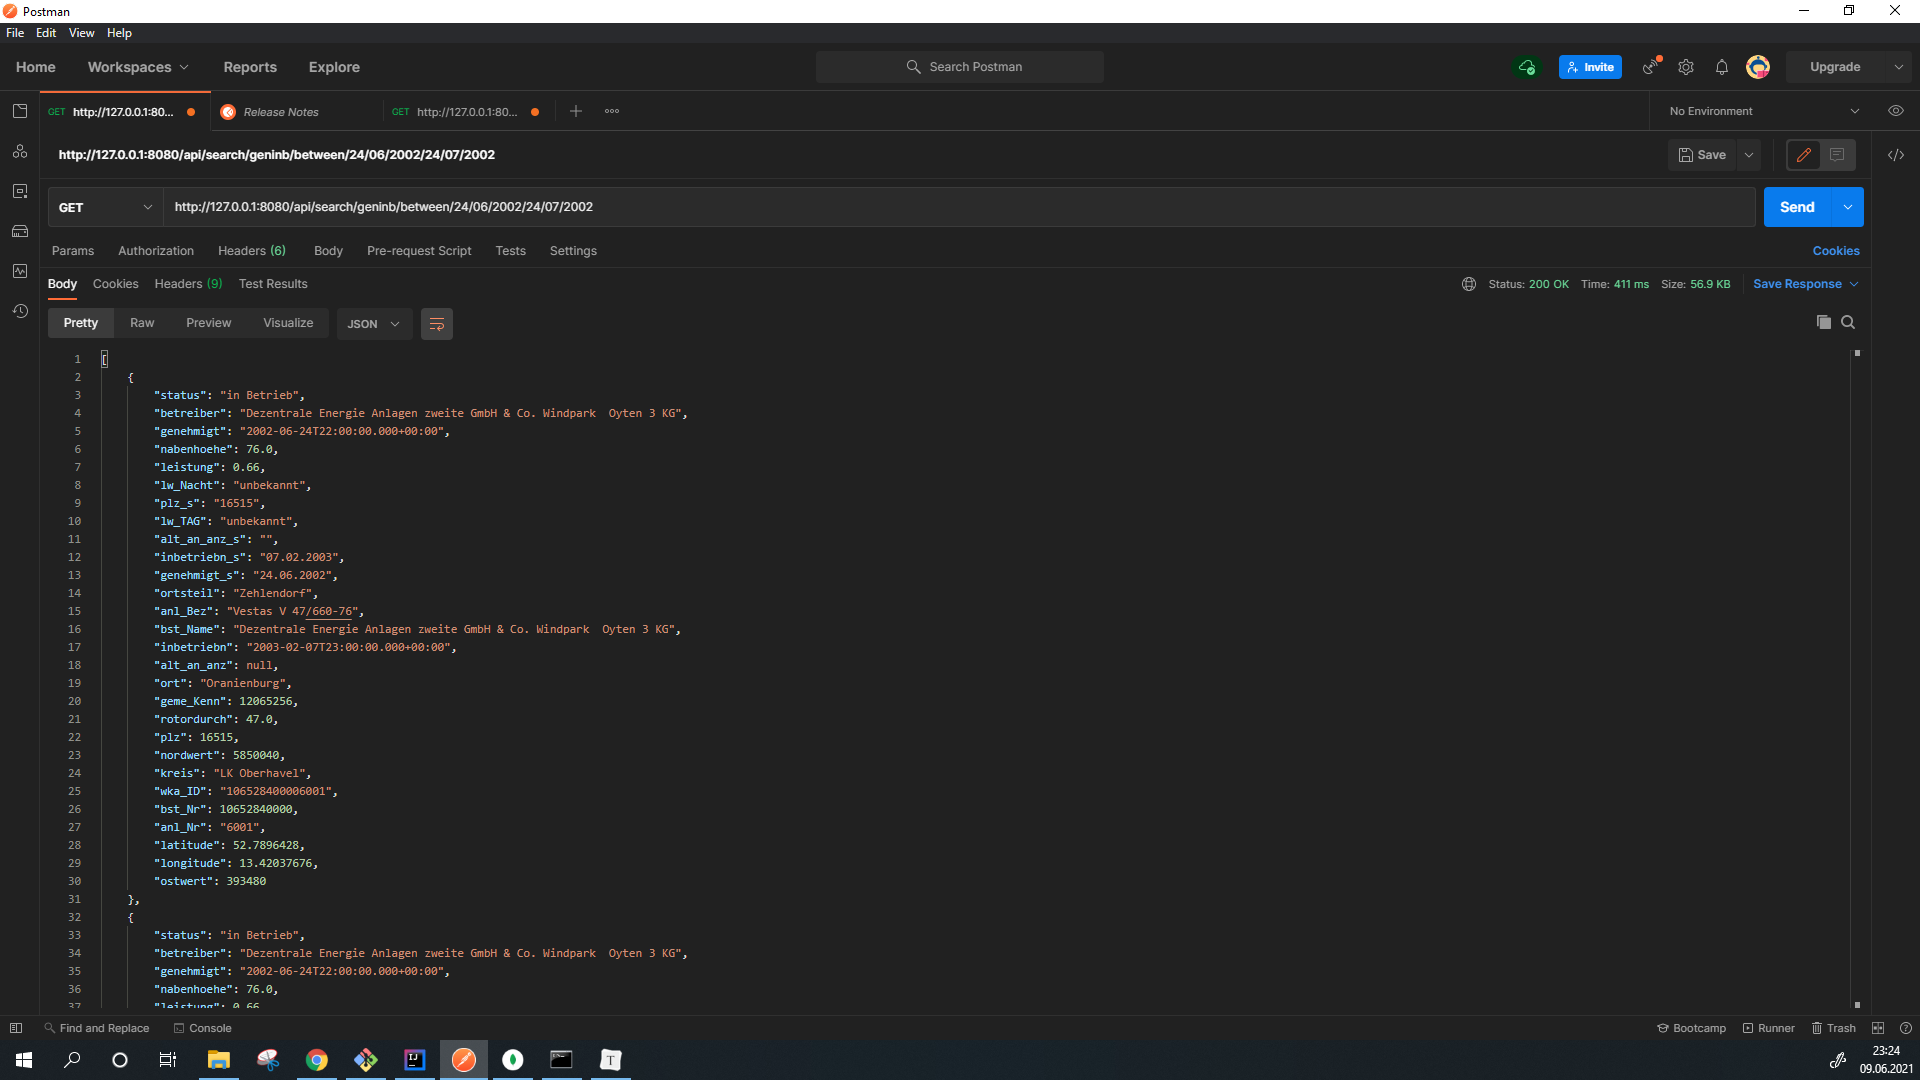 Postman
File Edit View Help
Home Workspaces Reports Explore Search Postman Invite Upgrade
GET http://127.0.0.1:80... Release Notes GET http://127.0.0.1:80... No Environment
http://127.0.0.1:8080/api/search/geninb/between/24/06/2002/24/07/2002 Save
GET http://127.0.0.1:8080/api/search/geninb/between/24/06/2002/24/07/2002 Send
Params Authorization Headers (6) Body Pre-request Script Tests Settings Cookies
Body Cookies Headers (9) Test Results Status: 200 OK Time: 411 ms Size: 56.9 KB Save Response
Pretty Raw Preview Visualize JSON
1 [
2 {
3 "status": "in Betrieb",
4 "betreiber": "Dezentrale Energie Anlagen zweite GmbH & Co. Windpark  Oyten 3 KG",
5 "genehmigt": "2002-06-24T22:00:00.000+00:00",
6 "nabenhoehe": 76.0,
7 "leistung": 0.66,
8 "lw_Nacht": "unbekannt",
9 "plz_s": "16515",
10 "lw_TAG": "unbekannt",
11 "alt_an_anz_s": "",
12 "inbetriebn_s": "07.02.2003",
13 "genehmigt_s": "24.06.2002",
14 "ortsteil": "Zehlendorf",
15 "anl_Bez": "Vestas V 47/660-76",
16 "bst_Name": "Dezentrale Energie Anlagen zweite GmbH & Co. Windpark  Oyten 3 KG",
17 "inbetriebn": "2003-02-07T23:00:00.000+00:00",
18 "alt_an_anz": null,
19 "ort": "Oranienburg",
20 "geme_Kenn": 12065256,
21 "rotordurch": 47.0,
22 "plz": 16515,
23 "nordwert": 5850040,
24 "kreis": "LK Oberhavel",
25 "wka_ID": "106528400006001",
26 "bst_Nr": 10652840000,
27 "anl_Nr": "6001",
28 "latitude": 52.7896428,
29 "longitude": 13.42037676,
30 "ostwert": 393480
31 },
32 {
33 "status": "in Betrieb",
34 "betreiber": "Dezentrale Energie Anlagen zweite GmbH & Co. Windpark  Oyten 3 KG",
35 "genehmigt": "2002-06-24T22:00:00.000+00:00",
36 "nabenhoehe": 76.0,
37 "leistung": 0.66
Find and Replace Console Bootcamp Runner Trash
23:24
09.06.2021